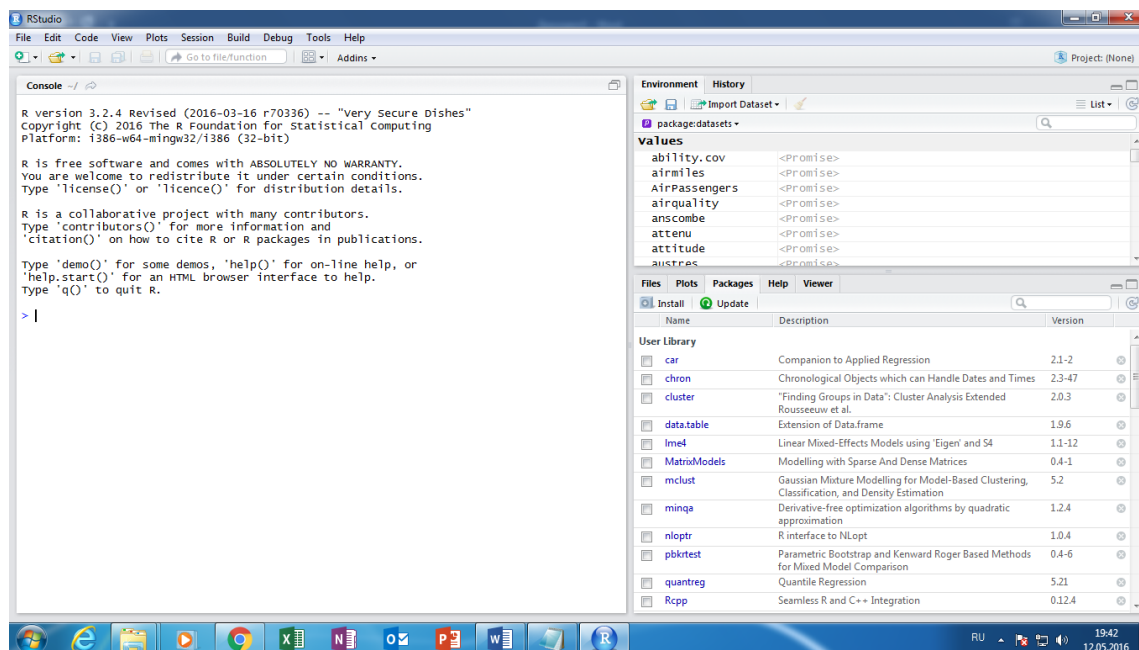 RStudio
File Edit Code View Plots Session Build Debug Tools Help
Go to file/function Addins Project: (None)
Console ~/
R version 3.2.4 Revised (2016-03-16 r70336) -- "Very Secure Dishes"
Copyright (C) 2016 The R Foundation for Statistical Computing
Platform: i386-w64-mingw32/i386 (32-bit)
R is free software and comes with ABSOLUTELY NO WARRANTY.
You are welcome to redistribute it under certain conditions.
Type 'license()' or 'licence()' for distribution details.
R is a collaborative project with many contributors.
Type 'contributors()' for more information and
'citation()' on how to cite R or R packages in publications.
Type 'demo()' for some demos, 'help()' for on-line help, or
'help.start()' for an HTML browser interface to help.
Type 'q()' to quit R.
>
Environment History
Import Dataset List
package:datasets
Values
ability.cov <Promise>
airmiles <Promise>
AirPassengers <Promise>
airquality <Promise>
anscombe <Promise>
attenu <Promise>
attitude <Promise>
austres <Promise>
Files Plots Packages Help Viewer
Install Update
Name Description Version
User Library
car Companion to Applied Regression 2.1-2
chron Chronological Objects which can Handle Dates and Times 2.3-47
cluster "Finding Groups in Data": Cluster Analysis Extended 2.0.3
Rousseeuw et al.
data.table Extension of Data.frame 1.9.6
lme4 Linear Mixed-Effects Models using 'Eigen' and S4 1.1-12
MatrixModels Modelling with Sparse And Dense Matrices 0.4-1
mclust Gaussian Mixture Modelling for Model-Based Clustering, 5.2
Classification, and Density Estimation
minqa Derivative-free optimization algorithms by quadratic 1.2.4
approximation
nloptr R interface to NLopt 1.0.4
pbkrtest Parametric Bootstrap and Kenward Roger Based Methods 0.4-6
for Mixed Model Comparison
quantreg Quantile Regression 5.21
Rcpp Seamless R and C++ Integration 0.12.4
RU 19:42
12.05.2016